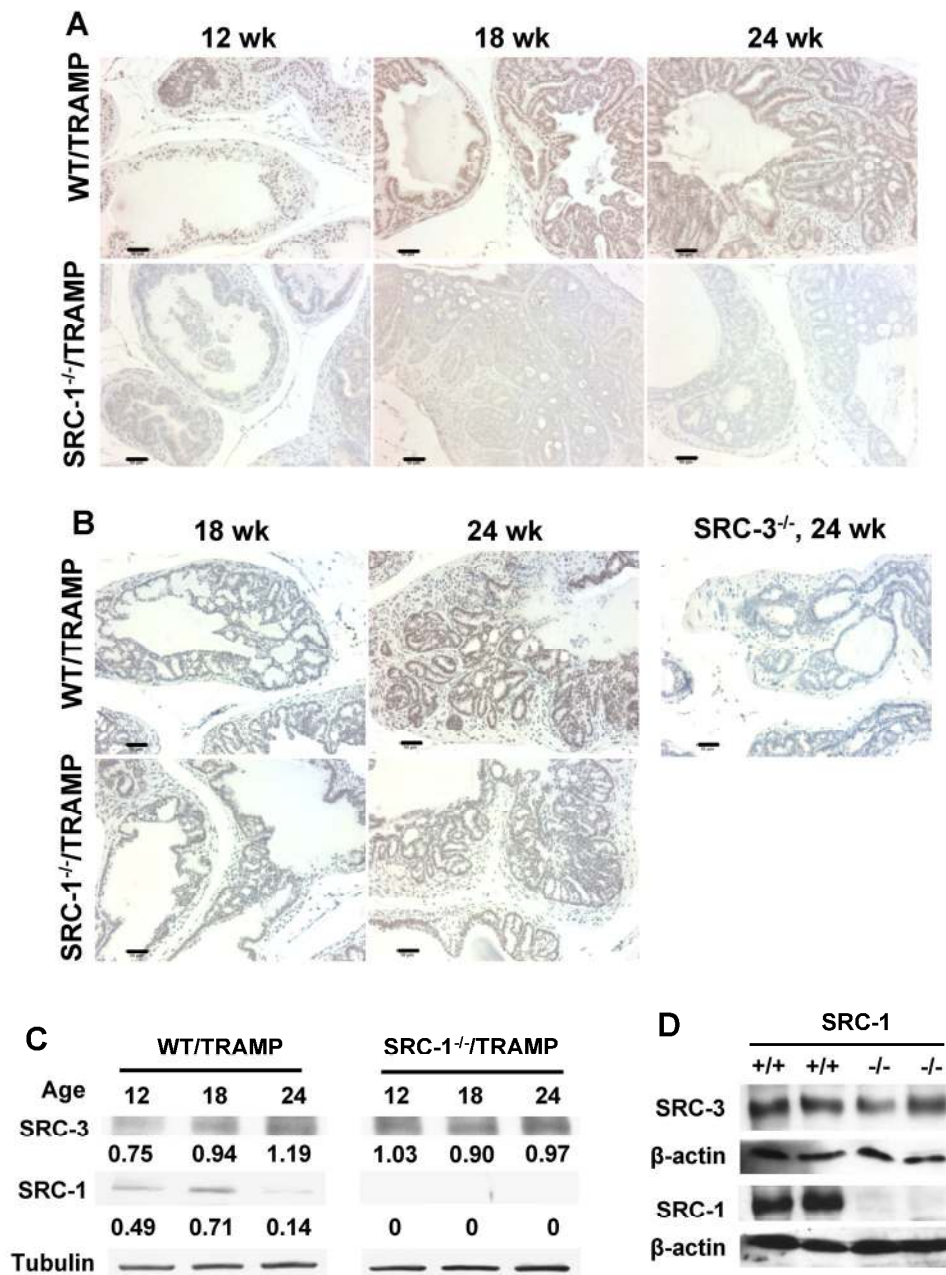 A
12 wk 18 wk 24 wk
WT/TRAMP
SRC-1-/-/TRAMP
B
18 wk 24 wk SRC-3-/-, 24 wk
WT/TRAMP
SRC-1-/-/TRAMP
C
WT/TRAMP SRC-1-/-/TRAMP
Age 12 18 24 12 18 24
SRC-3
0.75 0.94 1.19 1.03 0.90 0.97
SRC-1
0.49 0.71 0.14 0 0 0
Tubulin
D
SRC-1
+/+ +/+ -/- -/-
SRC-3
β-actin
SRC-1
β-actin